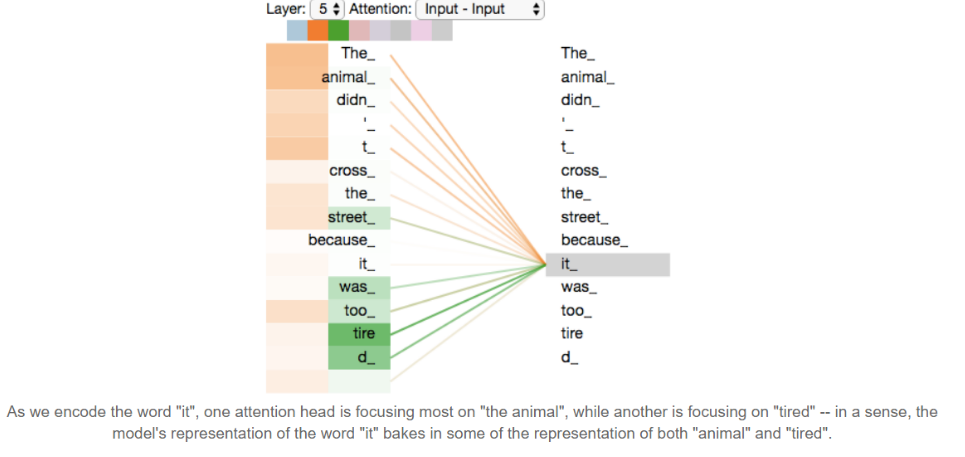 Layer: 5 Attention: Input - Input
The_ The_
animal_ animal_
didn_ didn_
'_ '_
t_ t_
cross_ cross_
the_ the_
street_ street_
because_ because_
it_ it_
was_ was_
too_ too_
tire tire
d_ d_
As we encode the word "it", one attention head is focusing most on "the animal", while another is focusing on "tired" -- in a sense, the
model's representation of the word "it" bakes in some of the representation of both "animal" and "tired".